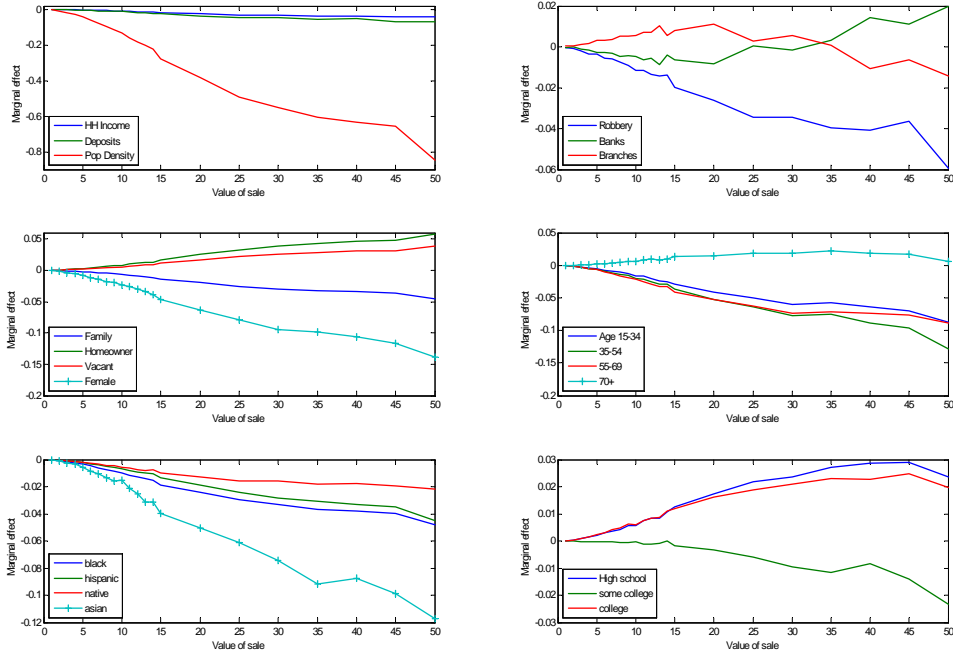 0
-0.2
-0.4
-0.6
-0.8
Marginal effect
HH Income
Deposits
Pop Density
0 5 10 15 20 25 30 35 40 45 50
Value of sale
0.02
0
-0.02
-0.04
-0.06
Marginal effect
Robbery
Banks
Branches
0 5 10 15 20 25 30 35 40 45 50
Value of sale
0.05
0
-0.05
-0.1
-0.15
-0.2
Marginal effect
Family
Homeowner
Vacant
Female
0 5 10 15 20 25 30 35 40 45 50
Value of sale
0.05
0
-0.05
-0.1
-0.15
-0.2
Marginal effect
Age 15-34
35-54
55-69
70+
0 5 10 15 20 25 30 35 40 45 50
Value of sale
0
-0.02
-0.04
-0.06
-0.08
-0.1
-0.12
Marginal effect
black
hispanic
native
asian
0 5 10 15 20 25 30 35 40 45 50
Value of sale
0.03
0.02
0.01
0
-0.01
-0.02
-0.03
Marginal effect
High school
some college
college
0 5 10 15 20 25 30 35 40 45 50
Value of sale